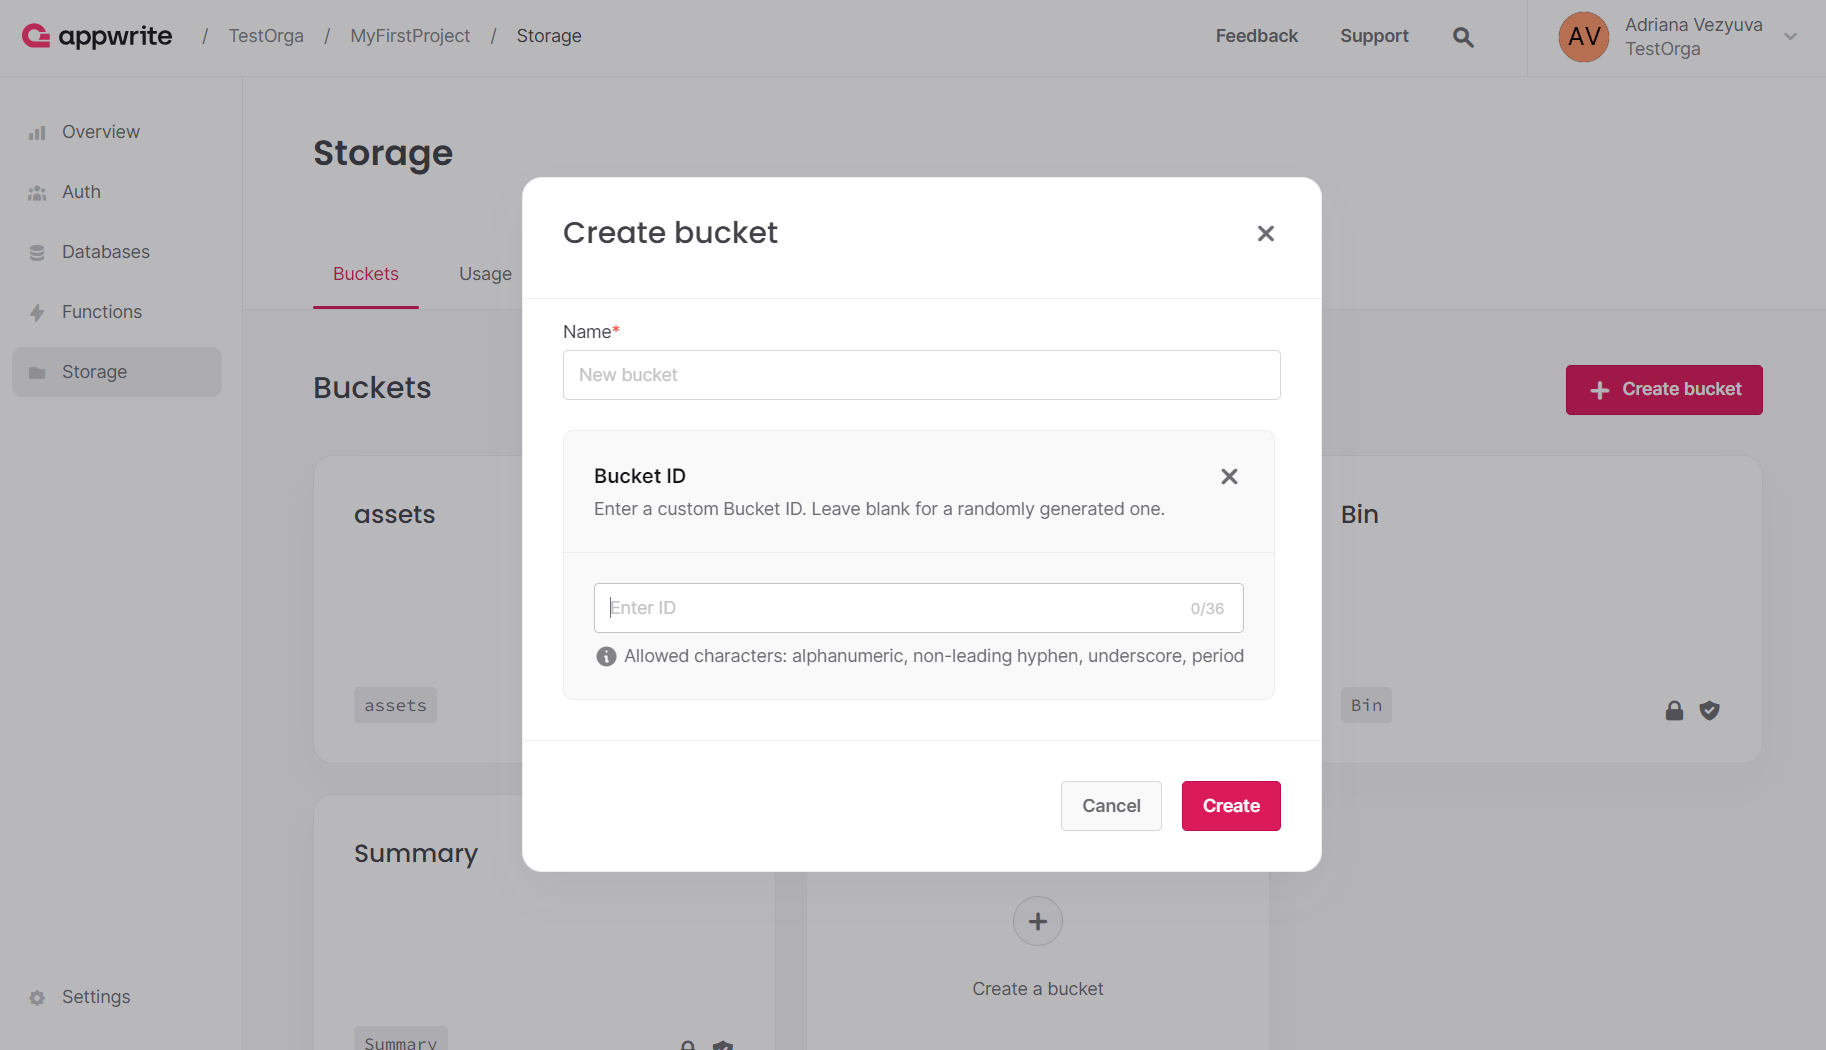 appwrite / TestOrga / MyFirstProject / Storage Feedback Support AV Adriana Vezyuva
TestOrga
Overview
Auth
Databases
Functions
Storage
Settings
Storage
Buckets Usage
Buckets
Create bucket
assets
assets
Bin
Bin
Summary
Summary
Create a bucket
Create bucket
Name*
New bucket
Bucket ID
Enter a custom Bucket ID. Leave blank for a randomly generated one.
Enter ID 0/36
Allowed characters: alphanumeric, non-leading hyphen, underscore, period
Cancel Create